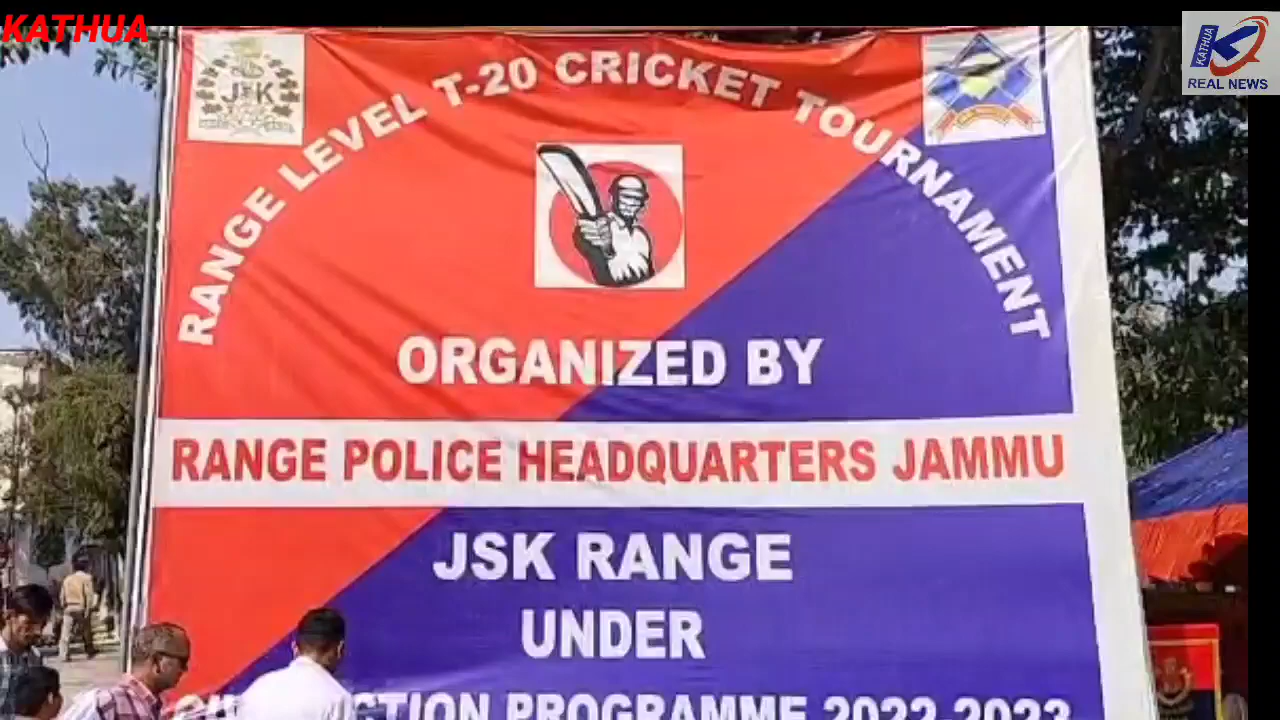 KATHUA
KATHUA
REAL NEWS
J&K
RANGE LEVEL T-20 CRICKET TOURNAMENT
ORGANIZED BY
RANGE POLICE HEADQUARTERS JAMMU
JSK RANGE
UNDER
PROGRAMME 2022-2023